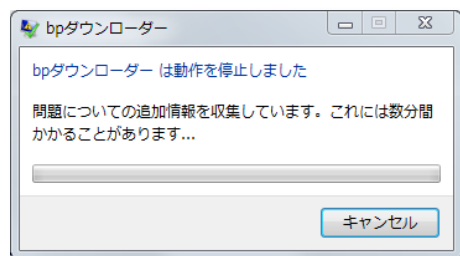 bpダウンローダー
bpダウンローダー は動作を停止しました
問題についての追加情報を収集しています。これには数分間
かかることがあります...
キャンセル